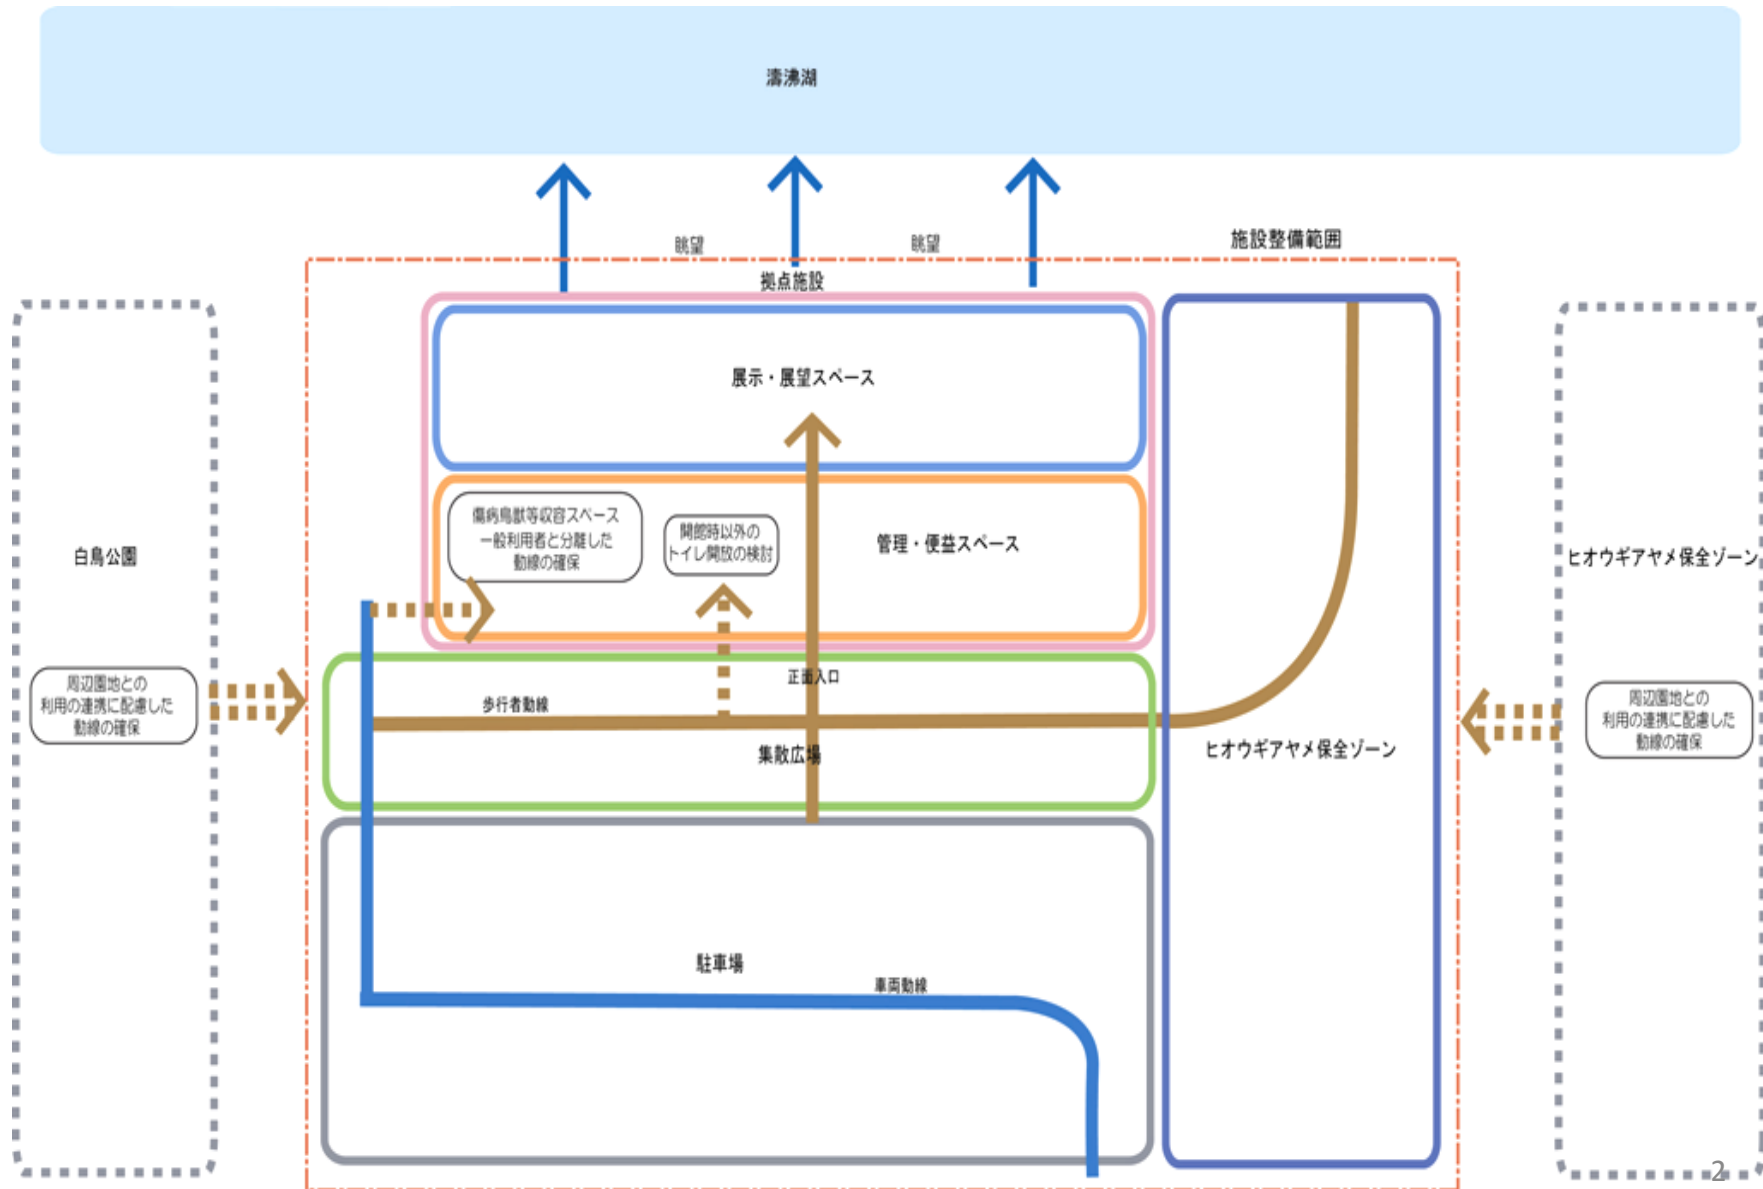 濤沸湖
眺望
眺望
施設整備範囲
拠点施設
展示・展望スペース
傷病鳥獣等収容スペース
一般利用者と分離した
動線の確保
開館時以外の
トイレ開放の検討
管理・便益スペース
白鳥公園
ヒオウギアヤメ保全ゾーン
周辺園地との
利用の連携に配慮した
動線の確保
正面入口
歩行者動線
集散広場
ヒオウギアヤメ保全ゾーン
周辺園地との
利用の連携に配慮した
動線の確保
駐車場
車両動線
2